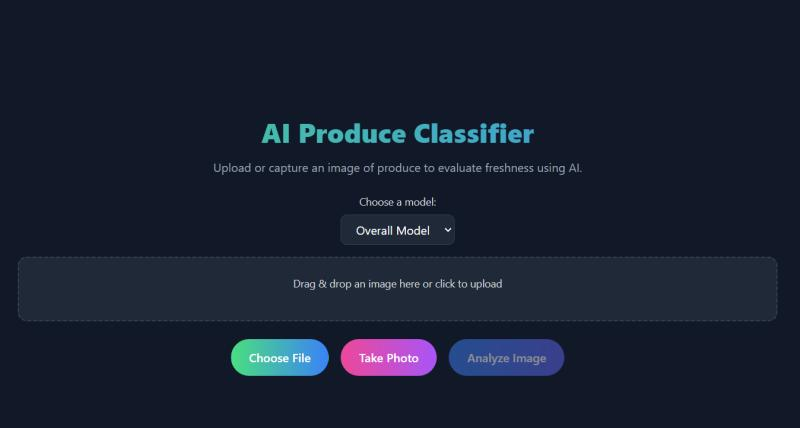 AI Produce Classifier
Upload or capture an image of produce to evaluate freshness using AI.
Choose a model:
Overall Model
Drag & drop an image here or click to upload
Choose File
Take Photo
Analyze Image